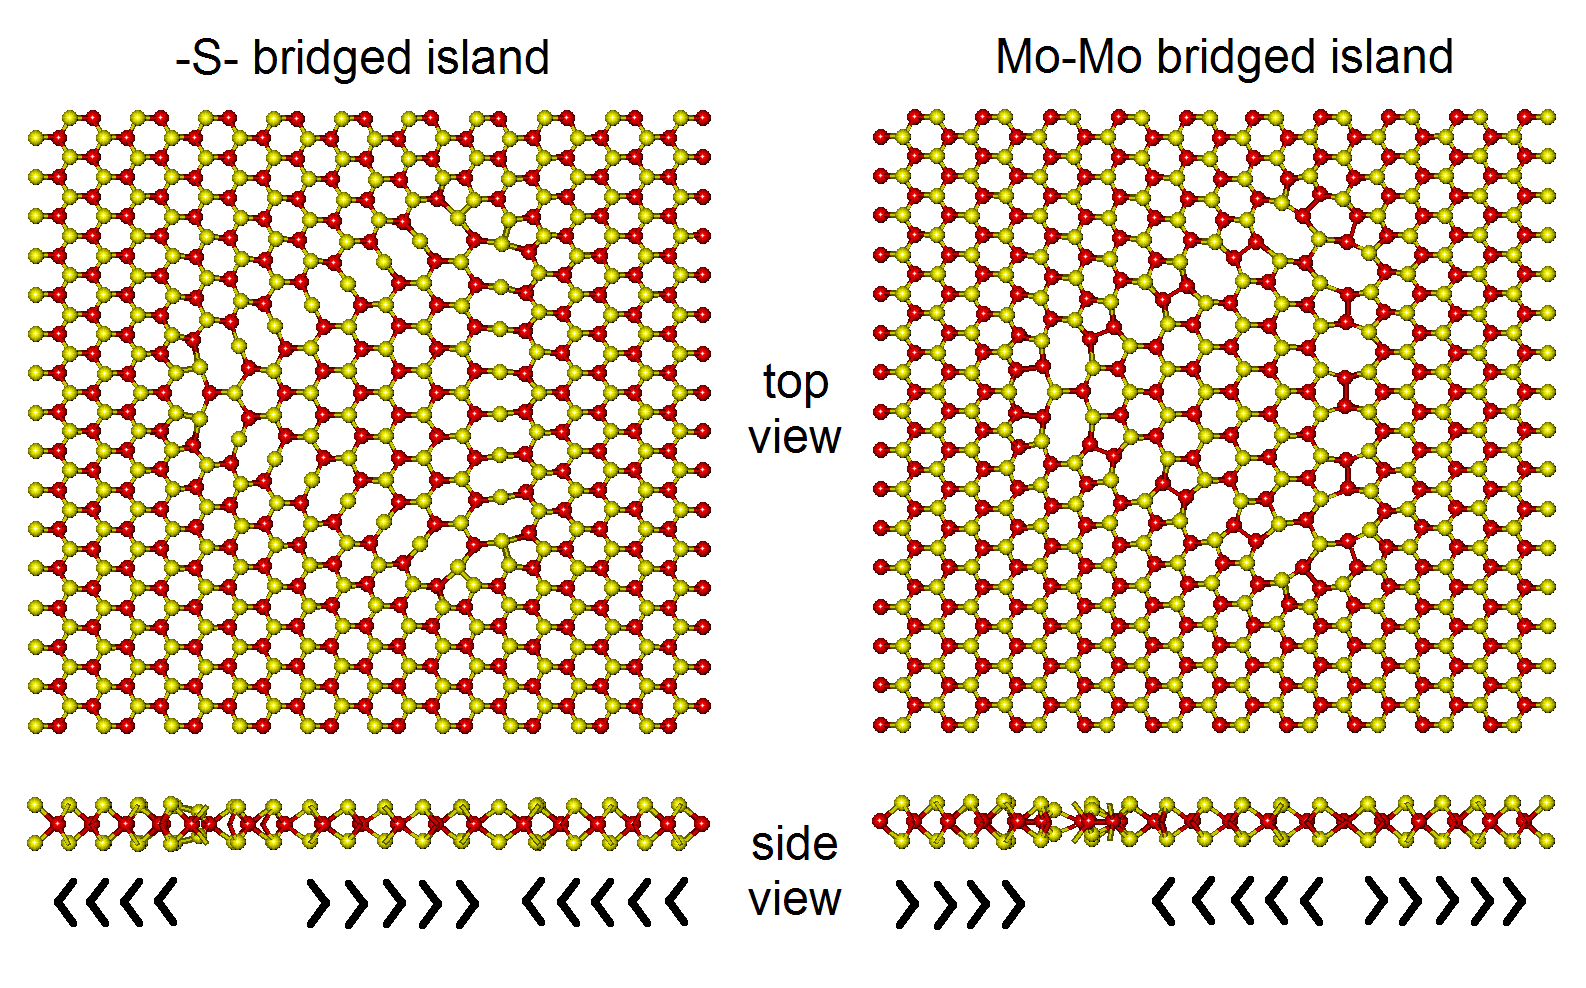 -S- bridged island
Mo-Mo bridged island
top
view
side
view